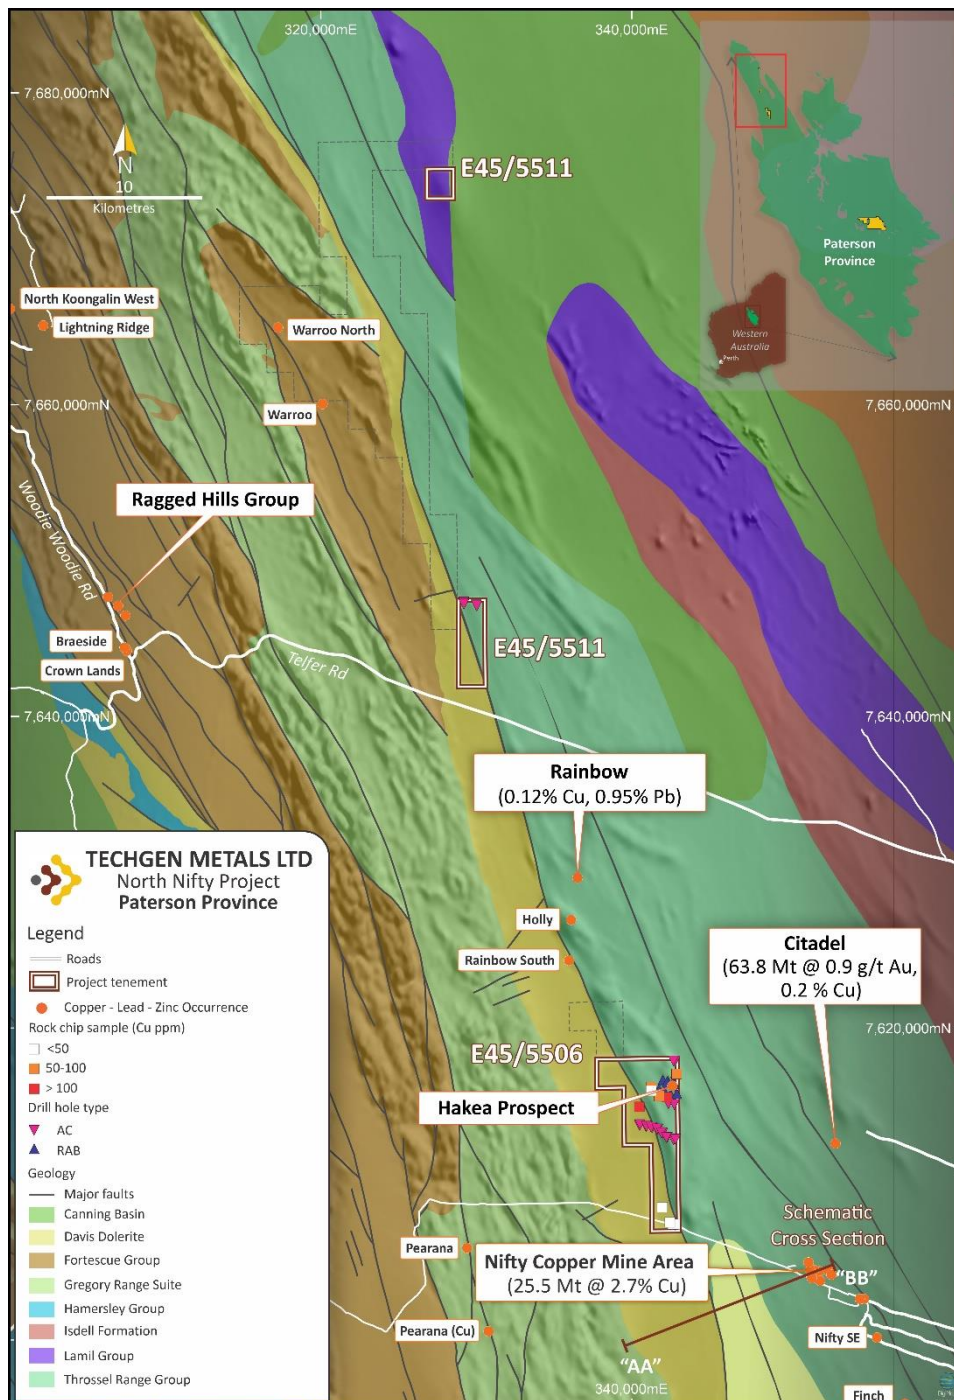 320,000mE
340,000mE
7,680,000mN
N
10
Kilometres
E45/5511
Paterson
Province
Western
Australia
Perth
North Koongalin West
Lightning Ridge
Warroo North
Warroo
7,660,000mN
7,660,000mN
Ragged Hills Group
Woodie Woodie Rd
Braeside
Crown Lands
Telfer Rd
E45/5511
7,640,000mN
7,640,000mN
Rainbow
(0.12% Cu, 0.95% Pb)
Holly
Rainbow South
Citadel
(63.8 Mt @ 0.9 g/t Au,
0.2 % Cu)
7,620,000mN
E45/5506
Hakea Prospect
Schematic
Cross Section
Pearana
Nifty Copper Mine Area
(25.5 Mt @ 2.7% Cu)
"BB"
Pearana (Cu)
Nifty SE
"AA"
340,000mE
Finch
TECHGEN METALS LTD
North Nifty Project
Paterson Province
Legend
Roads
Project tenement
Copper - Lead - Zinc Occurrence
Rock chip sample (Cu ppm)
<50
50-100
> 100
Drill hole type
AC
RAB
Geology
Major faults
Canning Basin
Davis Dolerite
Fortescue Group
Gregory Range Suite
Hamersley Group
Isdell Formation
Lamil Group
Throssel Range Group